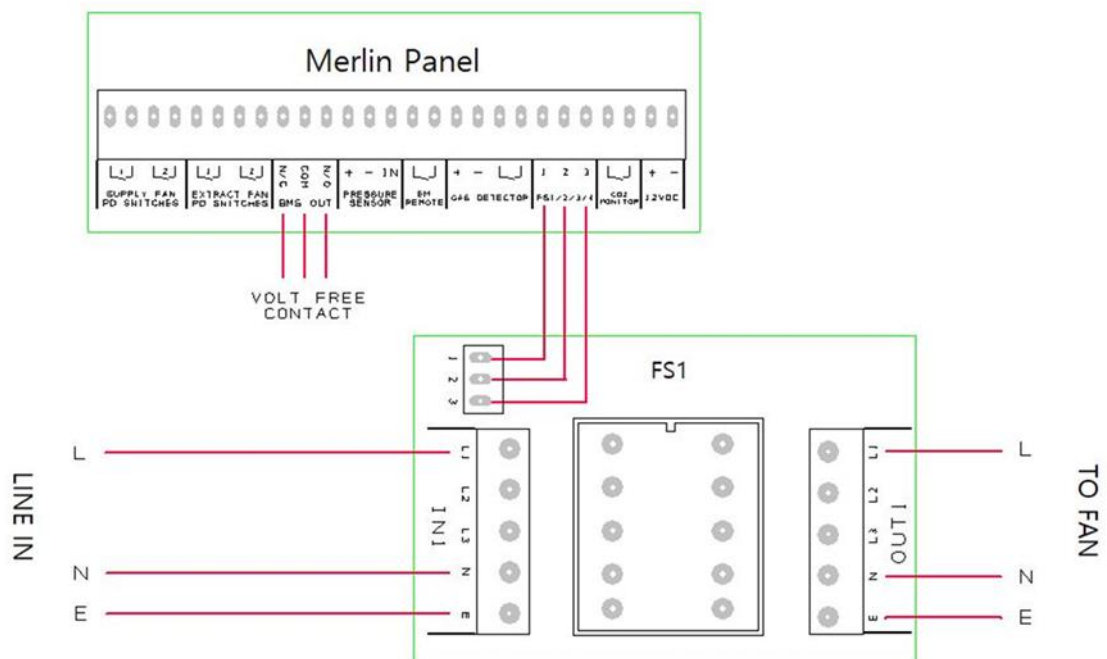 Merlin Panel
1 2 1 2 N/C COM N/O + - IN + - 1 2 3 + -
SUPPLY FAN PD SWITCHES
EXTRACT FAN PD SWITCHES
BMS OUT
PRESSURE SENSOR
REMOTE
GAS DETECTOR
FS1/2/3/4
CO2 MONITOR
12VDC
VOLT FREE
CONTACT
FS1
1
2
3
LINE IN
L
N
E
IN1
L1
L2
L3
N
E
OUT1
L1
L2
L3
N
E
L
N
E
TO FAN